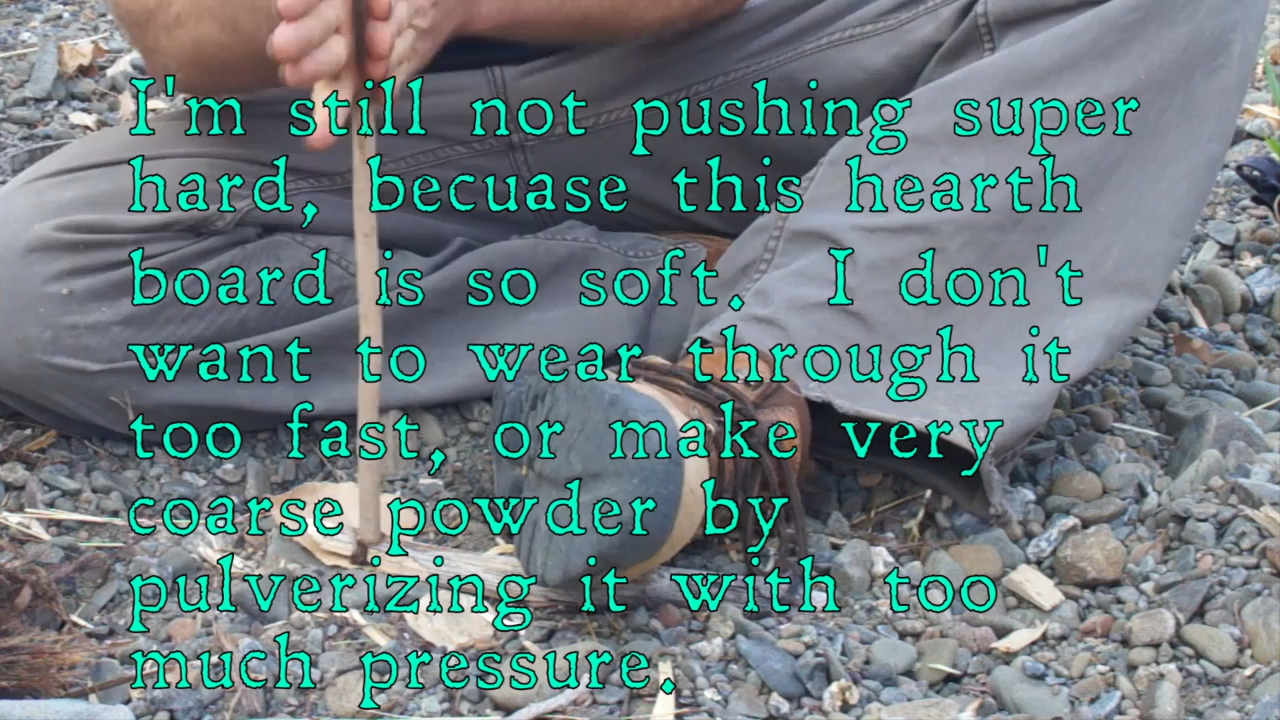 I'm still not pushing super
hard, becuase this hearth
board is so soft.  I don't
want to wear through it
too fast, or make very
coarse powder by
pulverizing it with too
much pressure.